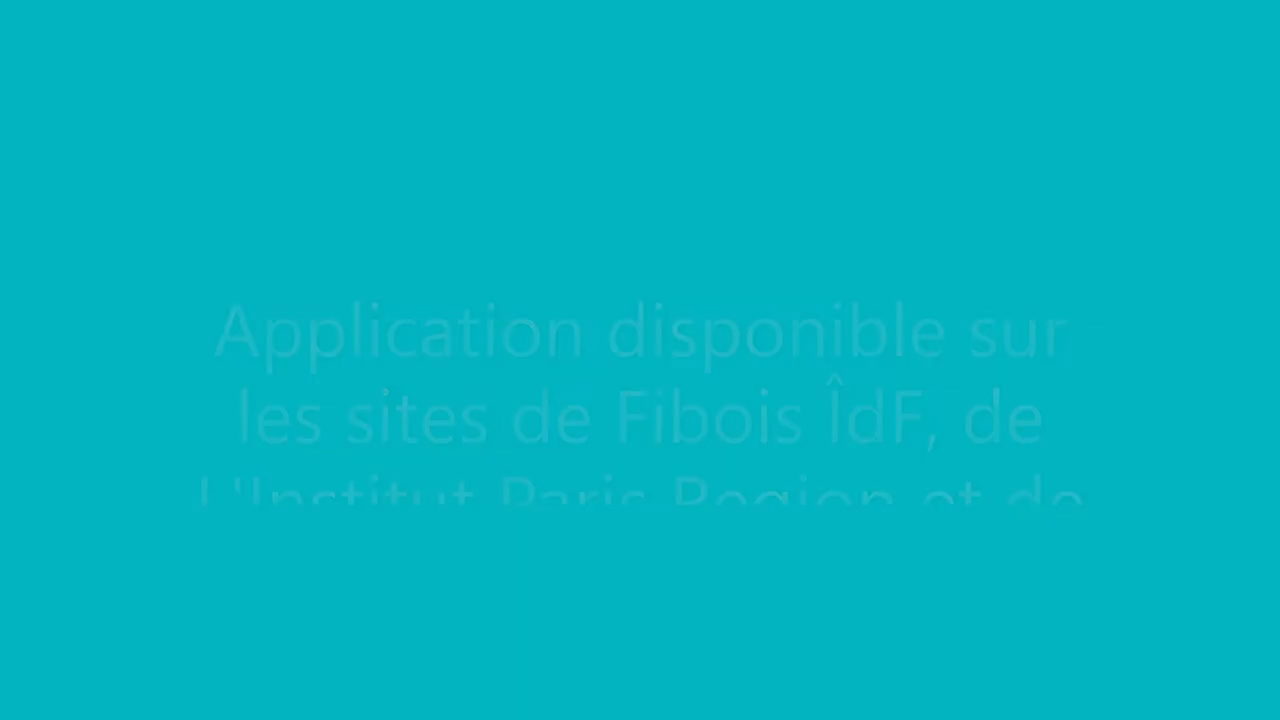 Application disponible sur
les sites de Fibois ÎdF, de
L'Institut Paris Region et de